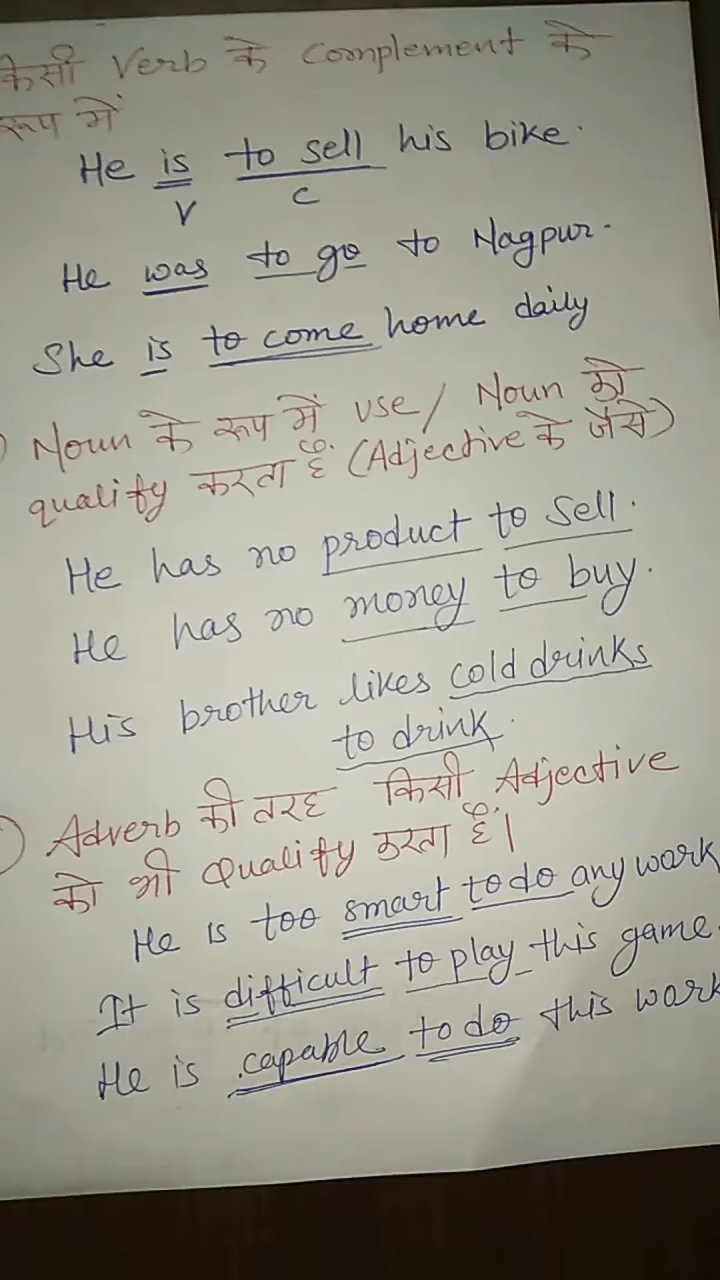 किसी Verb के Complement के
रूप में
He is to sell his bike.
V C
He was to go to Nagpur.
She is to come home daily
Noun के रूप में use/ Noun को
qualify करता है (Adjective के जैसे)
He has no product to sell.
He has no money to buy.
His brother likes cold drinks
to drink.
Adverb की तरह किसी Adjective
को भी Qualify करता है।
He is too smart to do any work
It is difficult to play this game.
He is capable to do this work